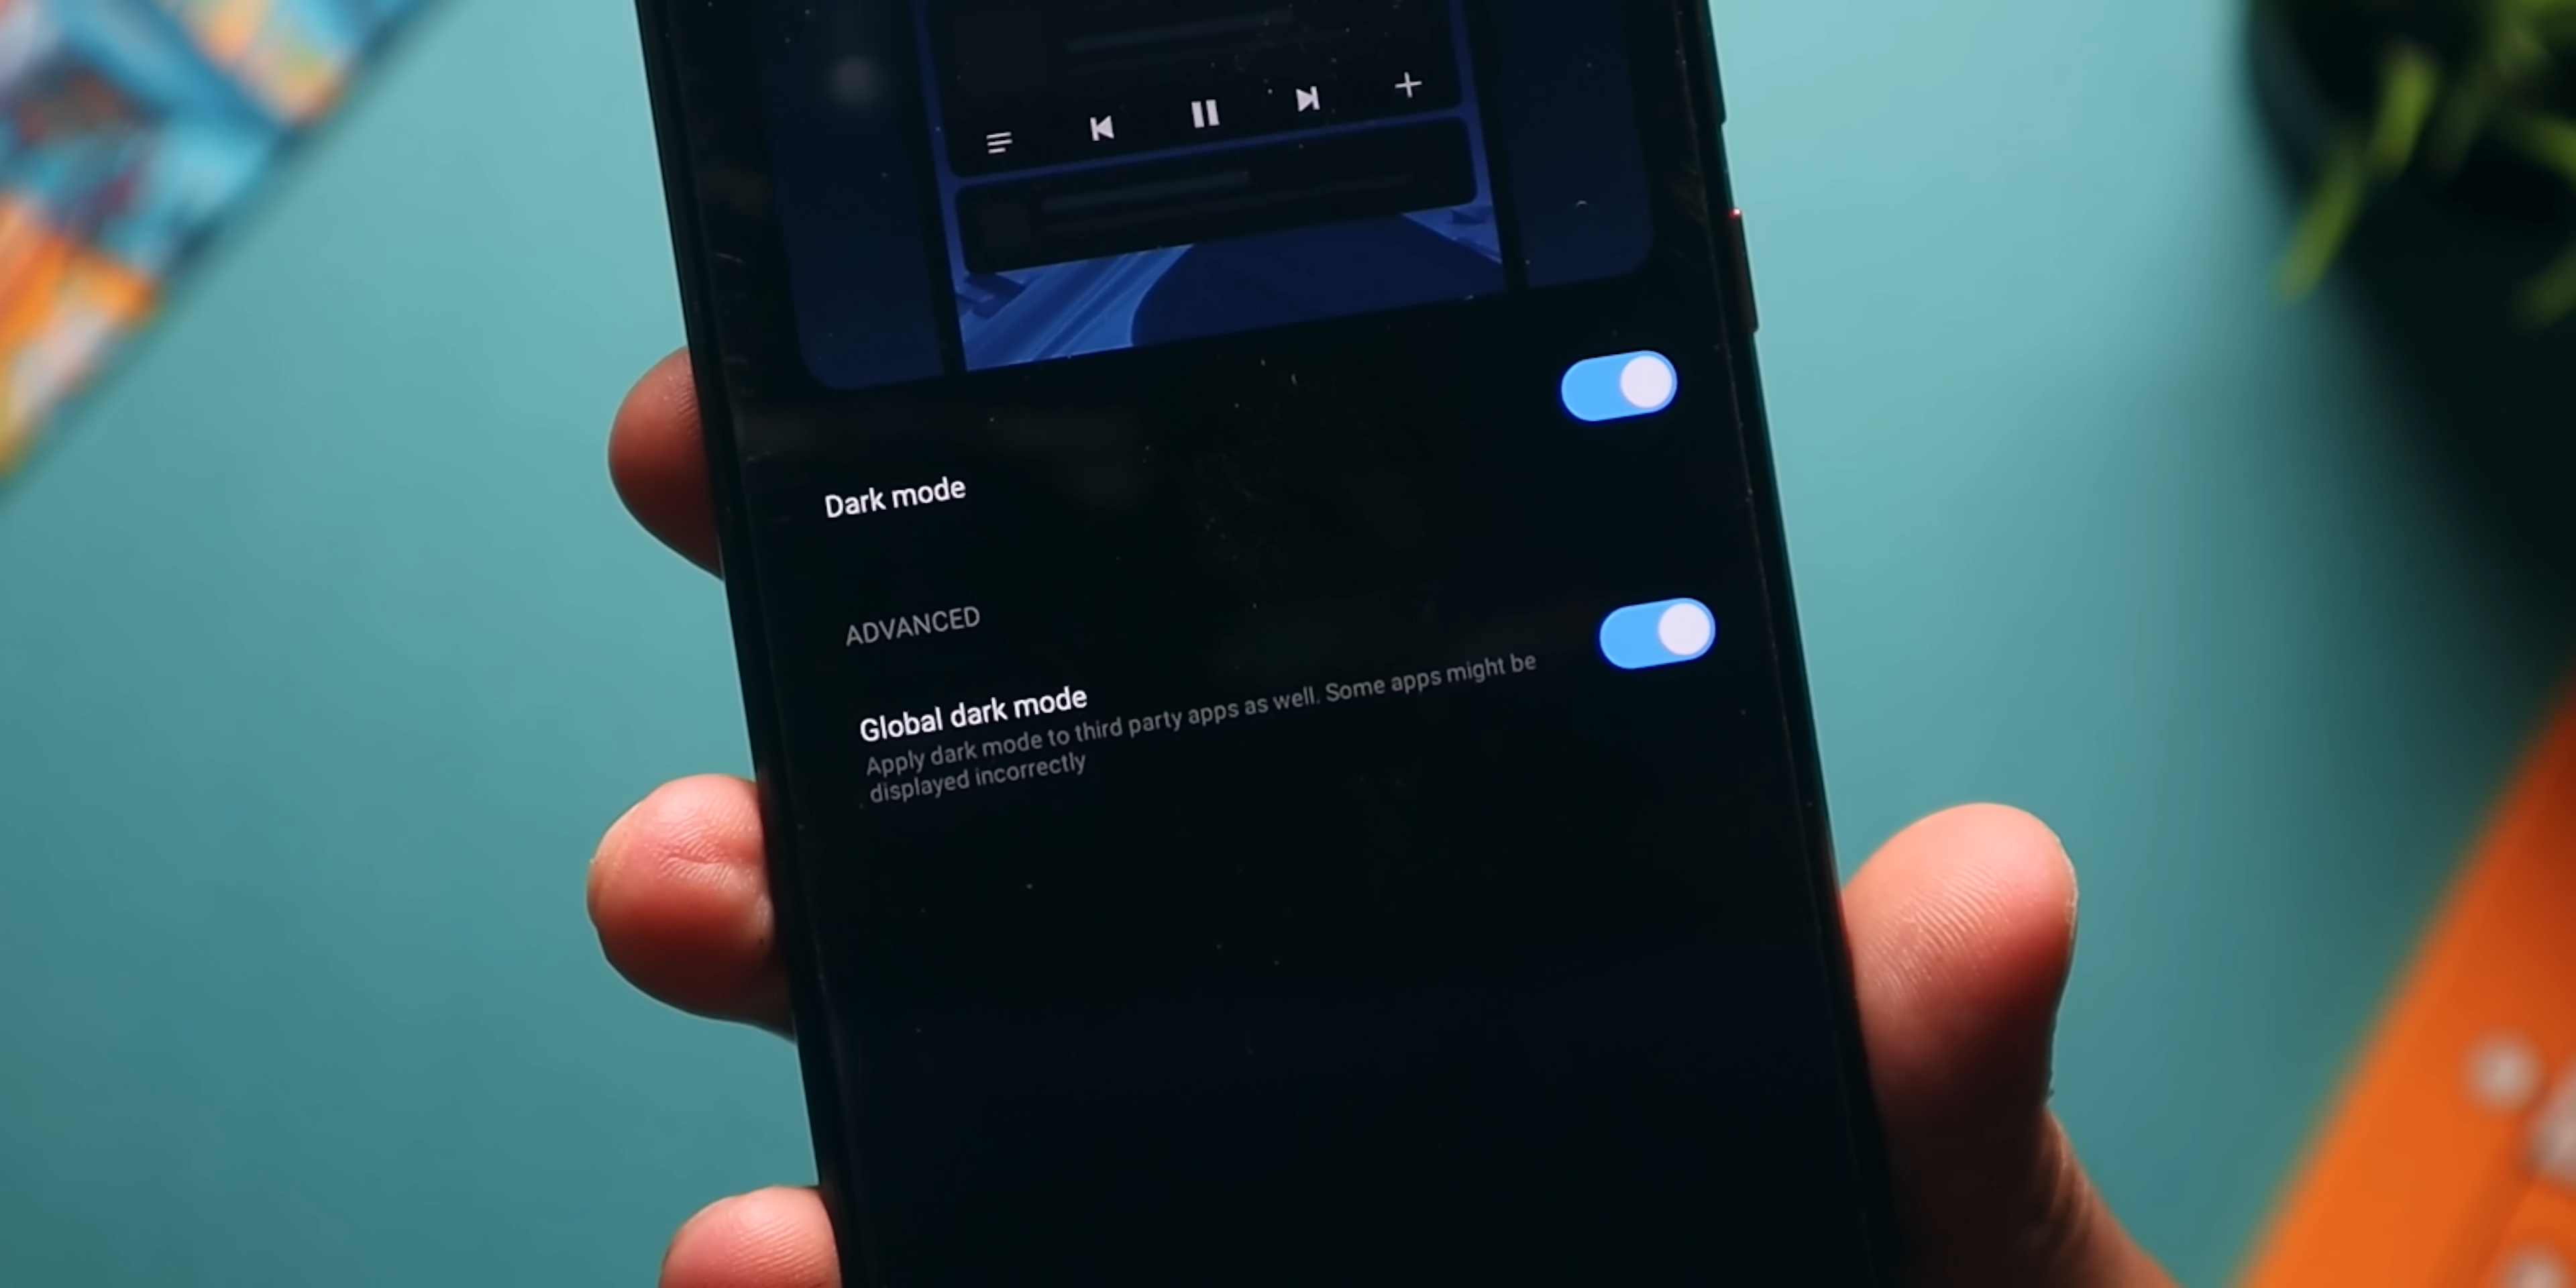 Dark mode
ADVANCED
Global dark mode
Apply dark mode to third party apps as well. Some apps might be
displayed incorrectly